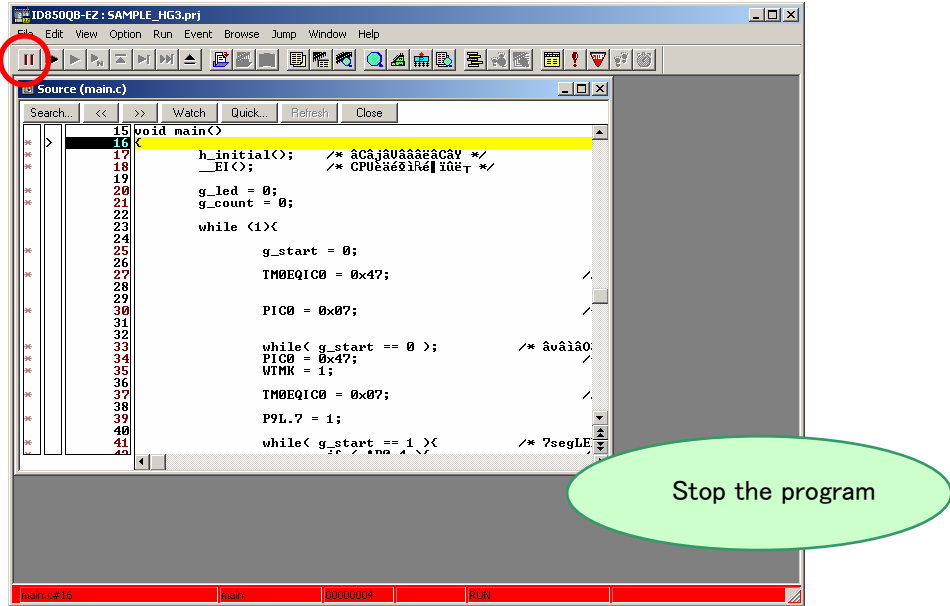 ID850QB-EZ : SAMPLE_HG3.prj
File Edit View Option Run Event Browse Jump Window Help
Source (main.c)
Search... << >> Watch Quick... Refresh Close
15 void main()
16 {
17 h_initial(); /* âCâjâVâââëâCâY */
18 __EI(); /*
19
20 g_led = 0;
21 g_count = 0;
22
23 while (1){
24
25 g_start = 0;
26
27 TM0EQIC0 = 0x47; /
28
29
30 PIC0 = 0x07; /
31
32
33 while( g_start == 0 ); /*
34 PIC0 = 0x47; /
35 WTMK = 1;
36
37 TM0EQIC0 = 0x07; /
38
39 P9L.7 = 1;
40
41 while( g_start == 1 ){ /* 7segLE
42
Stop the program
main.c#16 main 00000004 RUN